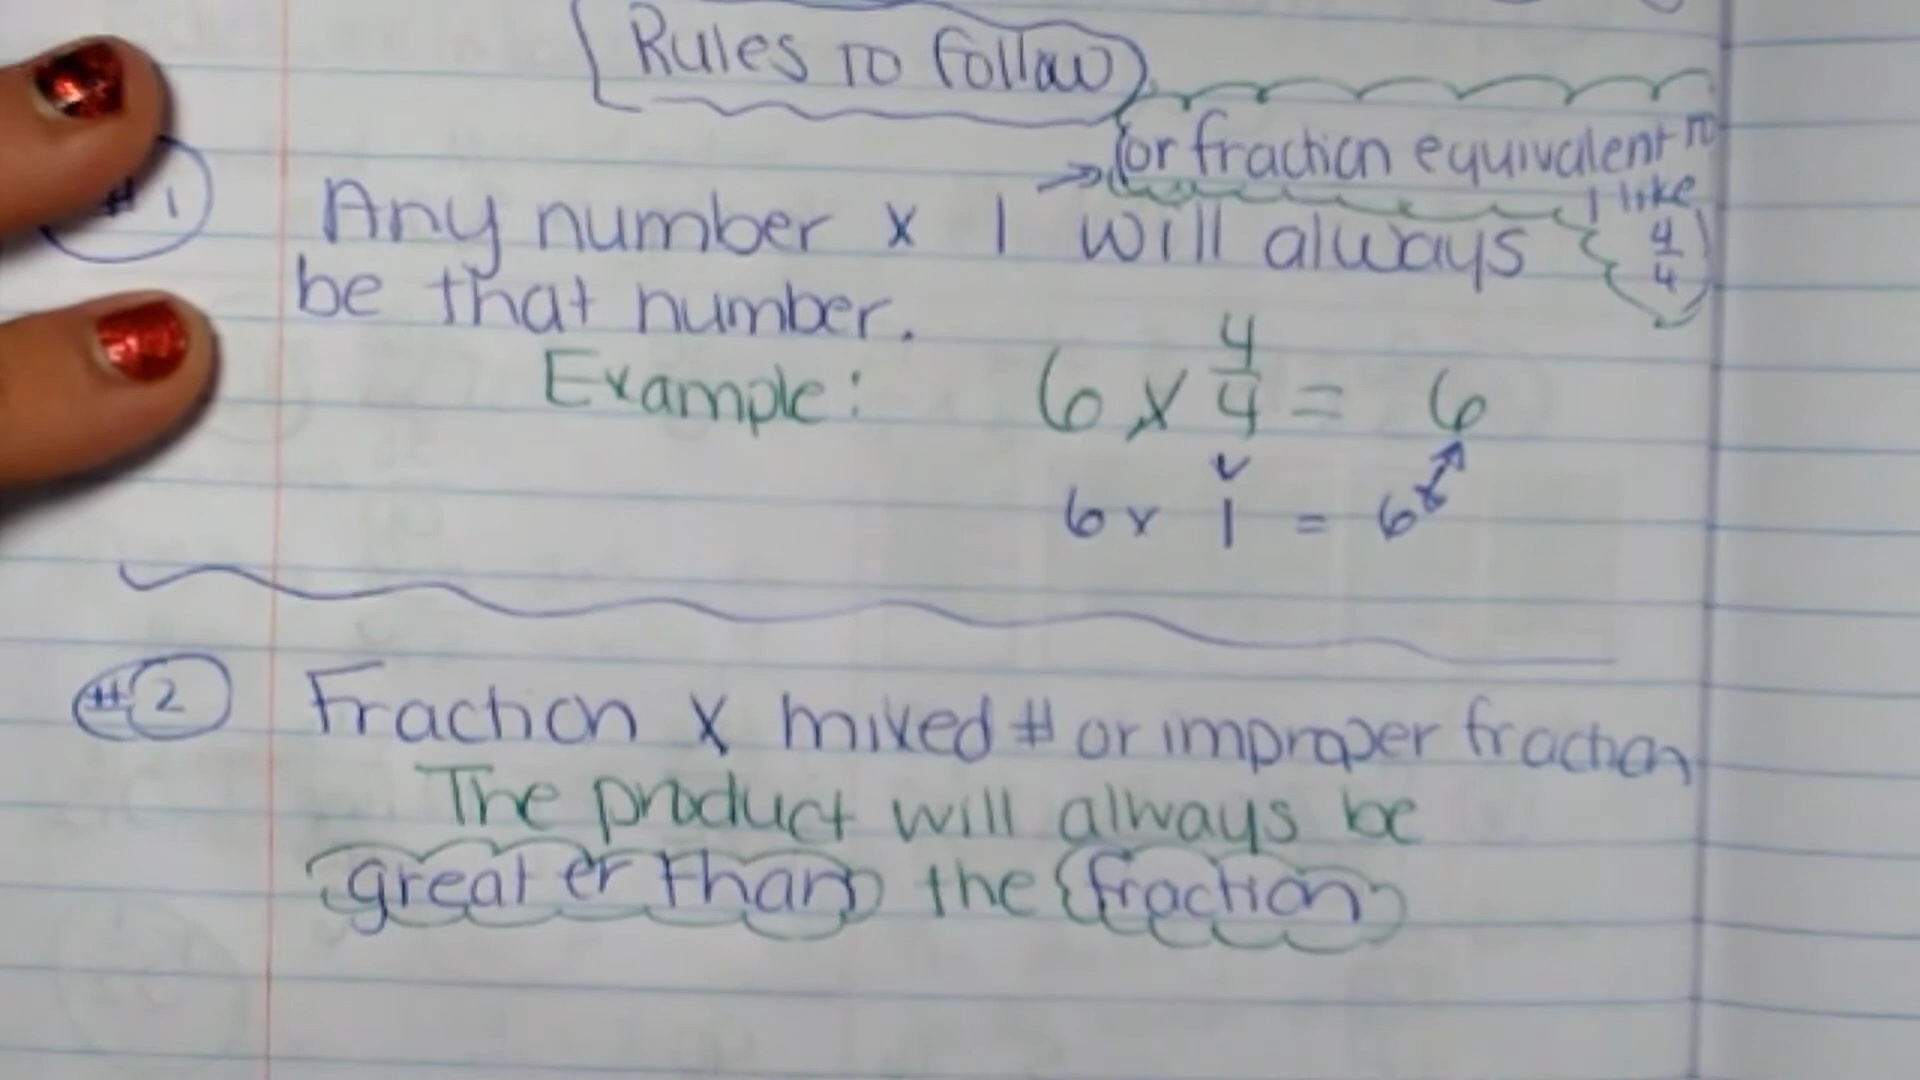 Rules to follow
(or fraction equivalent to
1 like
4/4)
#1 Any number x 1 will always
be that number.
Example: 6 x 4/4 = 6
6 x 1 = 6
#2 Fraction x mixed # or improper fraction
The product will always be
greater than the fraction